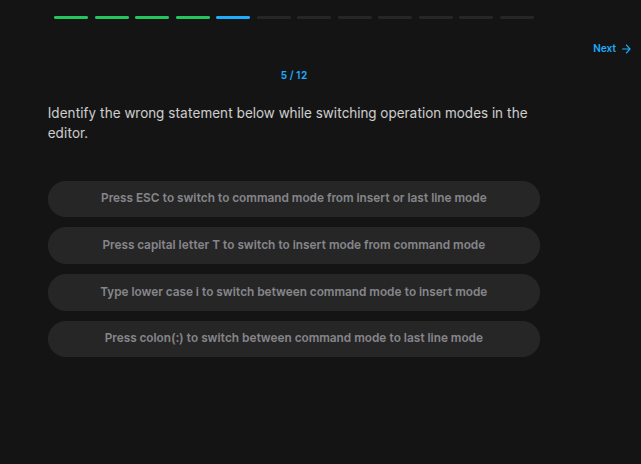 Next →
5 / 12
Identify the wrong statement below while switching operation modes in the
editor.
Press ESC to switch to command mode from insert or last line mode
Press capital letter T to switch to insert mode from command mode
Type lower case i to switch between command mode to insert mode
Press colon(:) to switch between command mode to last line mode